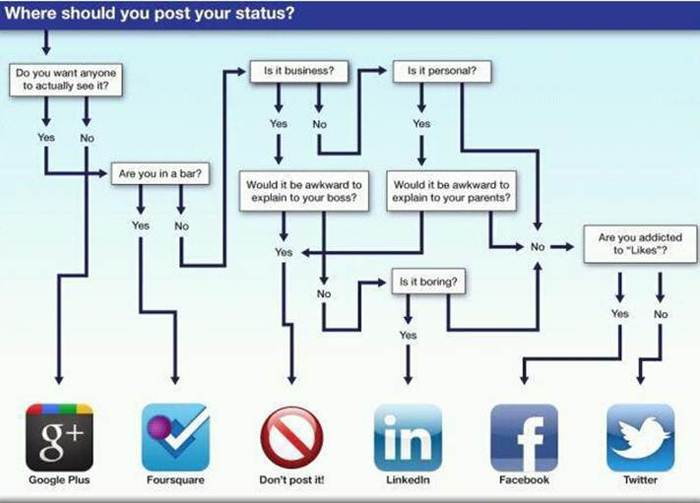 Where should you post your status?
Do you want anyone
to actually see it?
Yes
No
Are you in a bar?
Yes
No
Is it business?
Yes
No
Is it personal?
Yes
Would it be awkward to
explain to your boss?
Would it be awkward to
explain to your parents?
Yes
No
No
Is it boring?
Yes
Are you addicted
to "Likes"?
Yes
No
g+
Google Plus
Foursquare
Don't post it!
in
LinkedIn
f
Facebook
Twitter